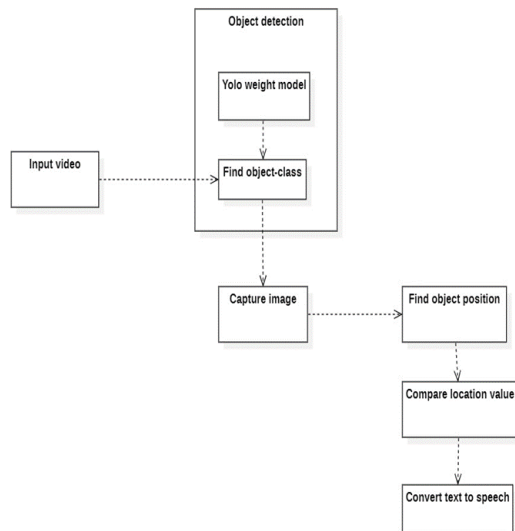 Object detection
Yolo weight model
Input video
Find object-class
Capture image
Find object position
Compare location value
Convert text to speech